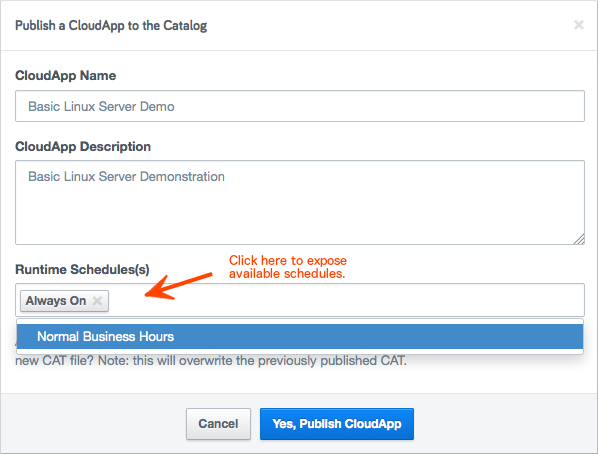 Publish a CloudApp to the Catalog
CloudApp Name
Basic Linux Server Demo
CloudApp Description
Basic Linux Server Demonstration
Click here to expose
available schedules.
Runtime Schedules(s)
Always On
Normal Business Hours
new CAT file? Note: this will overwrite the previously published CAT.
Cancel
Yes, Publish CloudApp